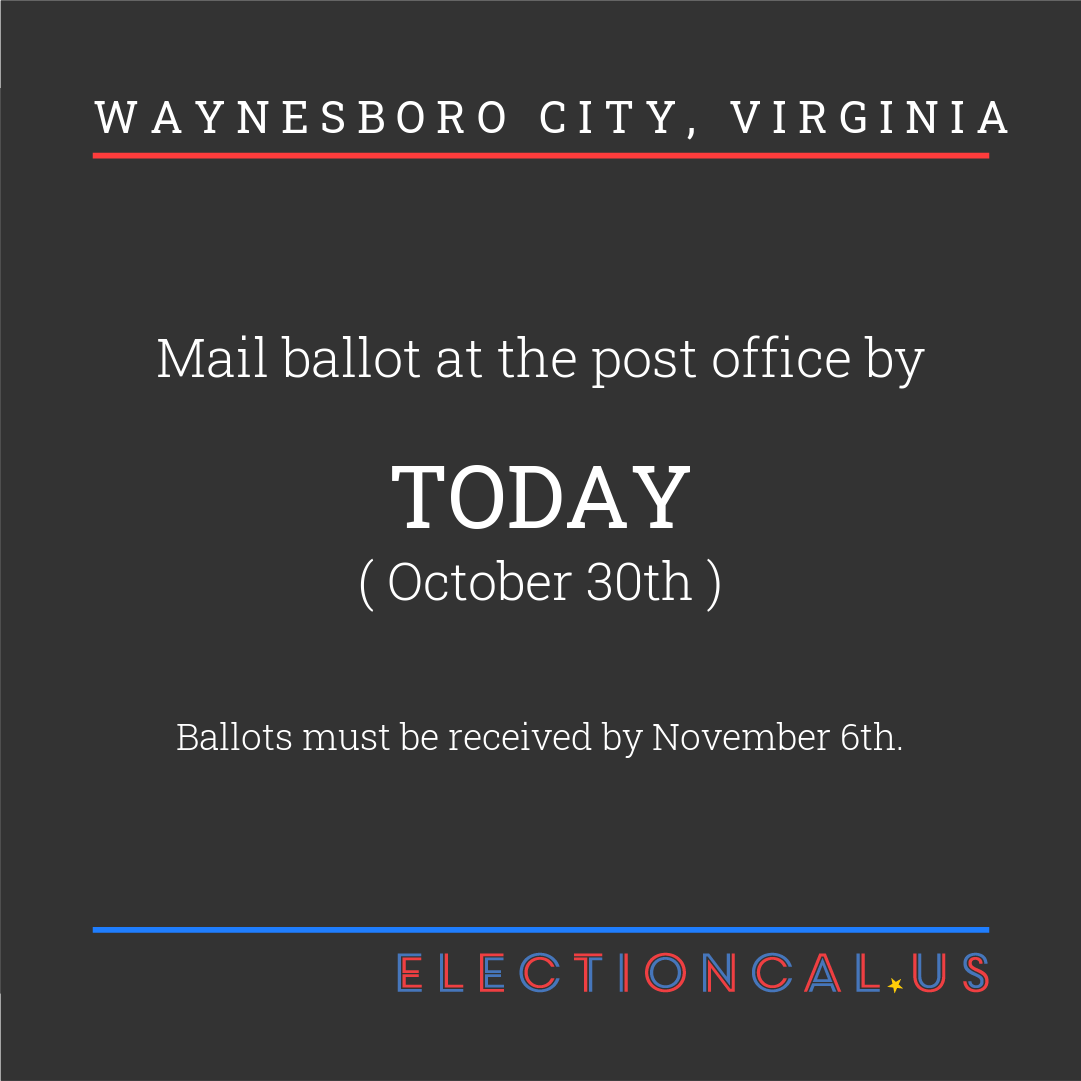 WAYNESBORO CITY, VIRGINIA
Mail ballot at the post office by
TODAY
( October 30th )
Ballots must be received by November 6th.
ELECTIONCAL.US